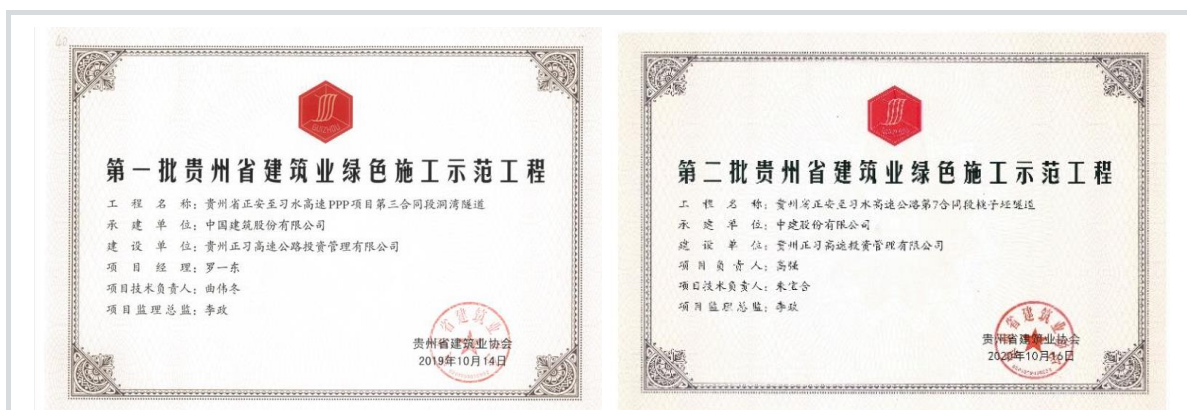 GUIZHOU
第一批贵州省建筑业绿色施工示范工程
工程名称：贵州省正安至习水高速PPP项目第三合同段洞湾隧道
承建单位：中国建筑股份有限公司
建设单位：贵州正习高速公路投资管理有限公司
项目经理：罗一东
项目技术负责人：曲伟冬
项目监理总监：李政
贵州省建筑业协会
2019年10月14日
GUIZHOU
第二批贵州省建筑业绿色施工示范工程
工程名称：贵州省正安至习水高速公路第7合同段桃子垭隧道
承建单位：中建股份有限公司
建设单位：贵州正习高速投资管理有限公司
项目负责人：高强
项目技术负责人：朱宝合
项目监理总监：李政
贵州省建筑业协会
2020年10月16日